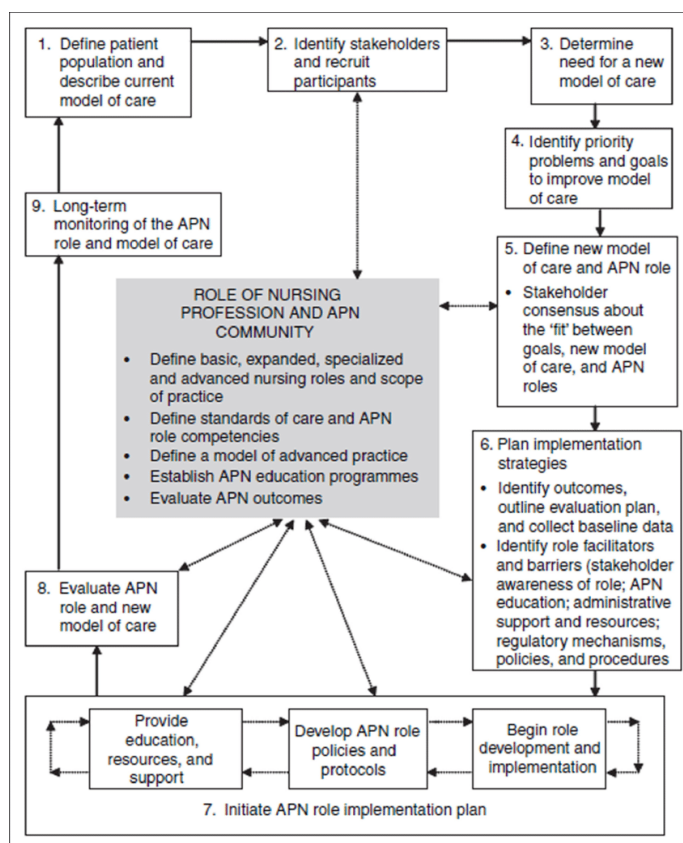 1. Define patient
population and
describe current
model of care
2. Identify stakeholders
and recruit
participants
3. Determine
need for a new
model of care
4. Identify priority
problems and goals
to improve model
of care
9. Long-term
monitoring of the APN
role and model of care
5. Define new model
of care and APN role
• Stakeholder
consensus about
the ‘fit’ between
goals, new model
of care, and APN
roles
ROLE OF NURSING
PROFESSION AND APN
COMMUNITY
• Define basic, expanded, specialized
and advanced nursing roles and scope
of practice
• Define standards of care and APN
role competencies
• Define a model of advanced practice
• Establish APN education programmes
• Evaluate APN outcomes
6. Plan implementation
strategies
• Identify outcomes,
outline evaluation plan,
and collect baseline data
• Identify role facilitators
and barriers (stakeholder
awareness of role; APN
education; administrative
support and resources;
regulatory mechanisms,
policies, and procedures
8. Evaluate APN
role and new
model of care
Provide
education,
resources, and
support
Develop APN role
policies and
protocols
Begin role
development and
implementation
7. Initiate APN role implementation plan